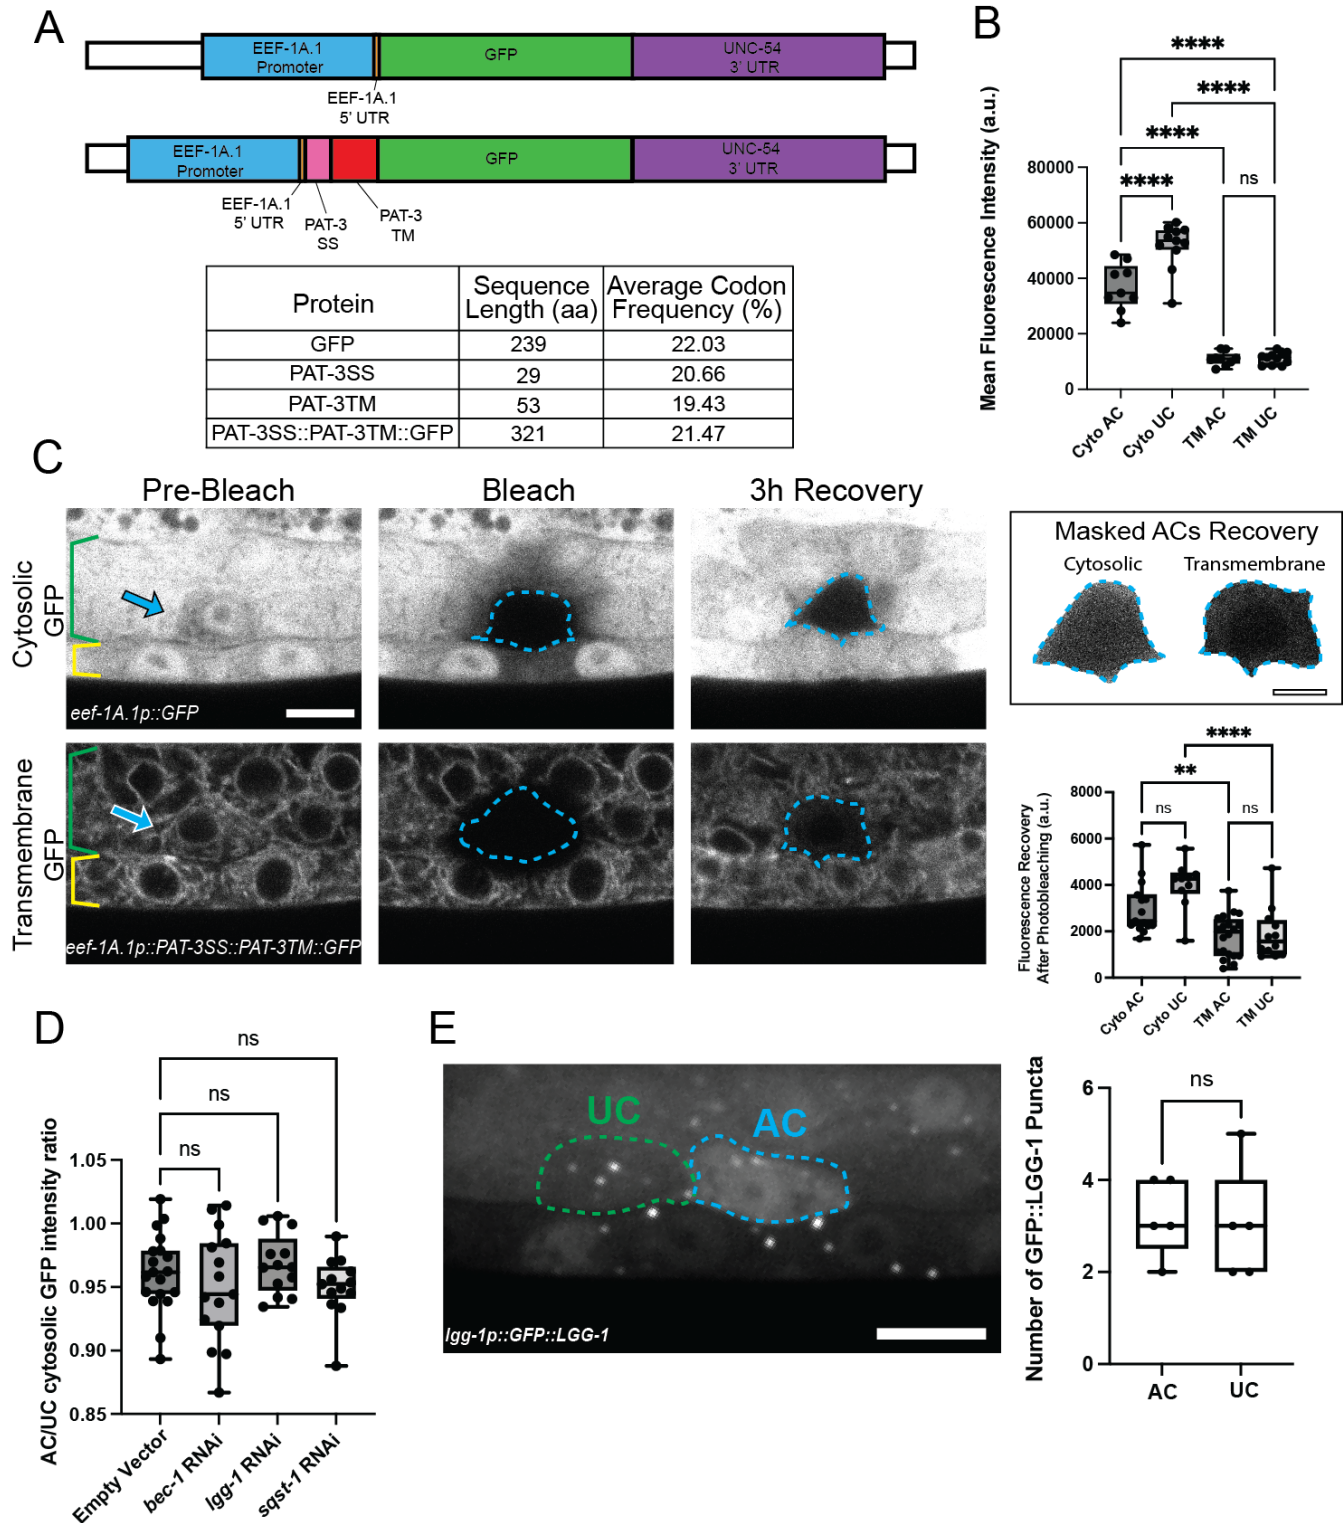 A
EEF-1A.1
Promoter
GFP
UNC-54
3' UTR
EEF-1A.1
5' UTR
EEF-1A.1
Promoter
GFP
UNC-54
3' UTR
EEF-1A.1
5' UTR
PAT-3
SS
PAT-3
TM
Protein
Sequence
Length (aa)
Average Codon
Frequency (%)
GFP 239 22.03
PAT-3SS 29 20.66
PAT-3TM 53 19.43
PAT-3SS::PAT-3TM::GFP 321 21.47
B
****
****
****
****
ns
Mean Fluorescence Intensity (a.u.)
80000
60000
40000
20000
0
Cyto AC
Cyto UC
TM AC
TM UC
C
Pre-Bleach
Bleach
3h Recovery
Cytosolic
GFP
eef-1A.1p::GFP
Transmembrane
GFP
eef-1A.1p::PAT-3SS::PAT-3TM::GFP
Masked ACs Recovery
Cytosolic
Transmembrane
****
**
ns
ns
Fluorescence Recovery
After Photobleaching (a.u.)
8000
6000
4000
2000
0
Cyto AC
Cyto UC
TM AC
TM UC
D
ns
ns
ns
AC/UC cytosolic GFP intensity ratio
1.05
1.00
0.95
0.90
0.85
Empty Vector
bec-1 RNAi
lgg-1 RNAi
sqst-1 RNAi
E
UC
AC
lgg-1p::GFP::LGG-1
ns
Number of GFP::LGG-1 Puncta
6
4
2
0
AC
UC